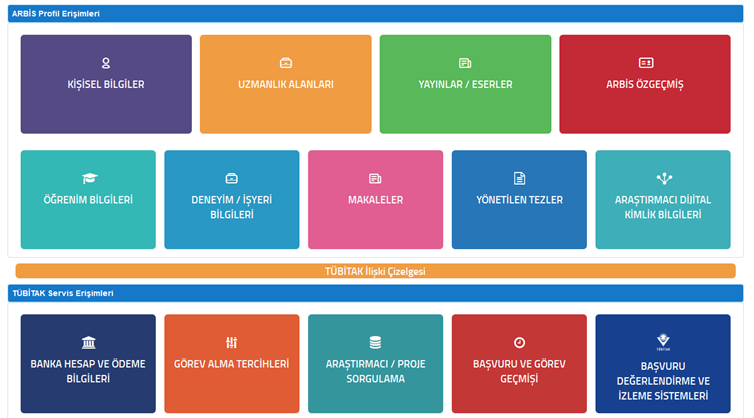 ARBİS Profil Erişimleri
KİŞİSEL BİLGİLER
UZMANLIK ALANLARI
YAYINLAR / ESERLER
ARBİS ÖZGEÇMİŞ
ÖĞRENİM BİLGİLERİ
DENEYİM / İŞYERİ
BİLGİLERİ
MAKALELER
YÖNETİLEN TEZLER
ARAŞTIRMACI DİJİTAL
KİMLİK BİLGİLERİ
TÜBİTAK İlişki Çizelgesi
TÜBİTAK Servis Erişimleri
BANKA HESAP VE ÖDEME
BİLGİLERİ
GÖREV ALMA TERCİHLERİ
ARAŞTIRMACI / PROJE
SORGULAMA
BAŞVURU VE GÖREV
GEÇMİŞİ
TÜBİTAK
BAŞVURU
DEĞERLENDİRME VE
İZLEME SİSTEMLERİ